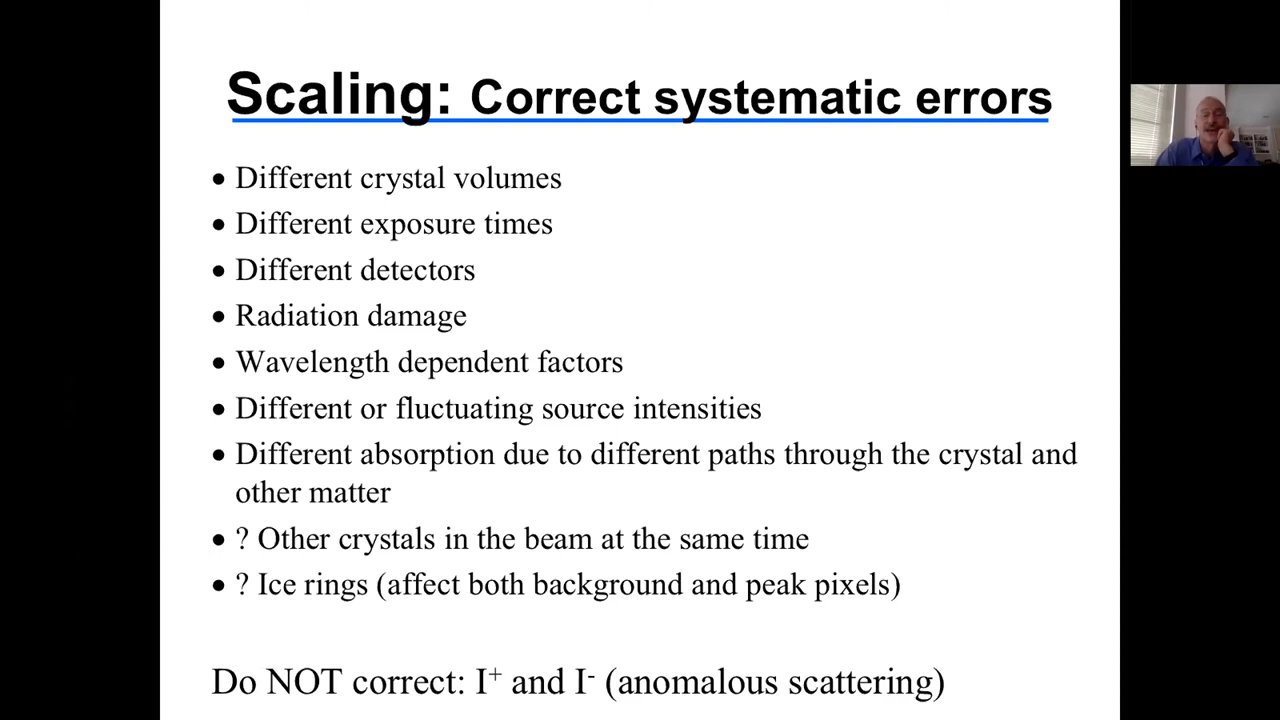 Scaling: Correct systematic errors
• Different crystal volumes
• Different exposure times
• Different detectors
• Radiation damage
• Wavelength dependent factors
• Different or fluctuating source intensities
• Different absorption due to different paths through the crystal and
other matter
• ? Other crystals in the beam at the same time
• ? Ice rings (affect both background and peak pixels)
Do NOT correct: I⁺ and I⁻ (anomalous scattering)